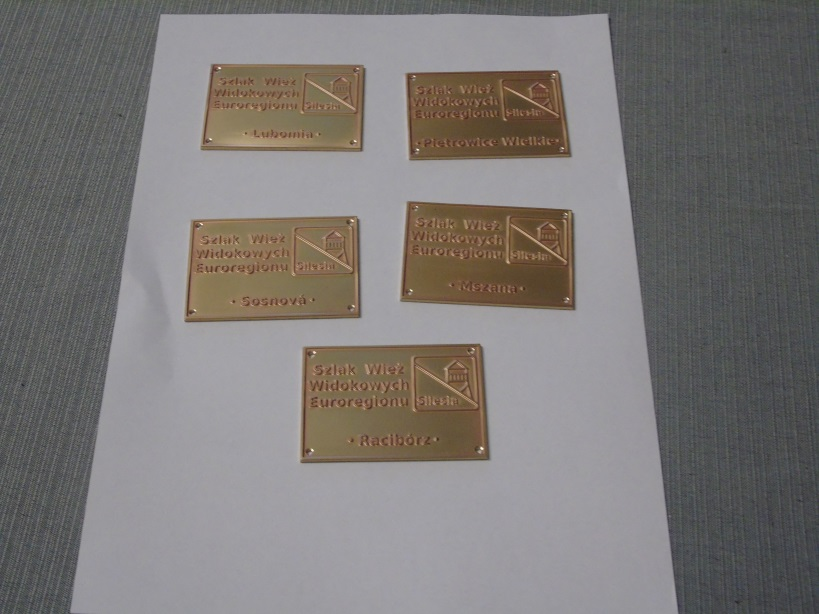 Szlak Wież
Widokowych
Euroregionu
Silesia
• Lubomia •
Szlak Wież
Widokowych
Euroregionu
Silesia
• Pietrowice Wielkie •
Szlak Wież
Widokowych
Euroregionu
Silesia
• Sosnová •
Szlak Wież
Widokowych
Euroregionu
Silesia
• Mszana •
Szlak Wież
Widokowych
Euroregionu
Silesia
• Racibórz •